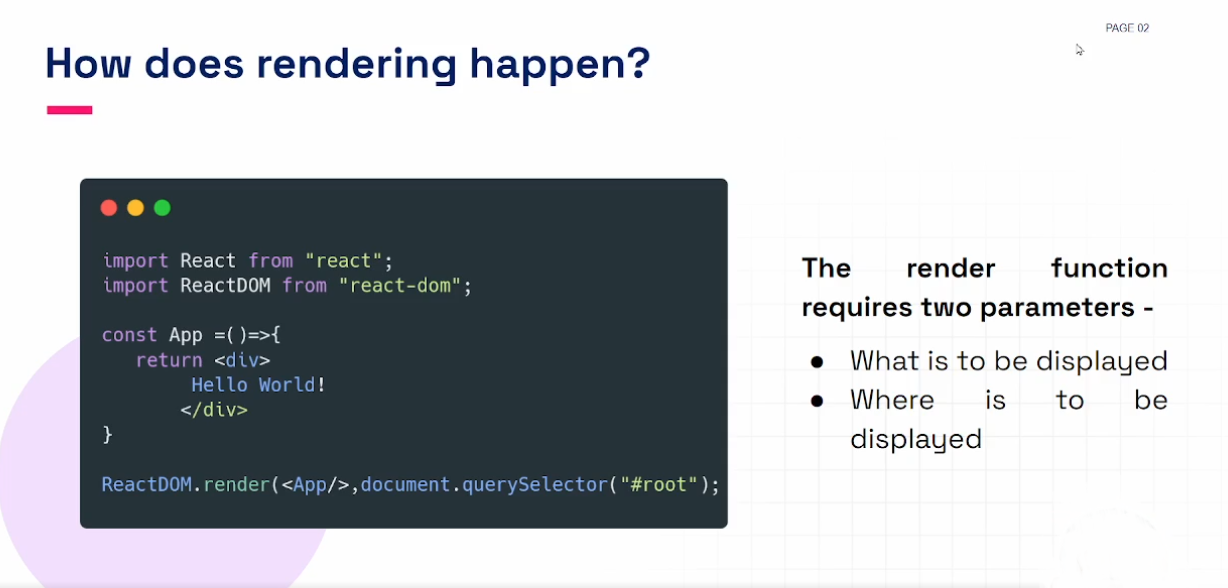 PAGE 02
How does rendering happen?
import React from "react";
import ReactDOM from "react-dom";
const App =()=>{
return <div>
Hello World!
</div>
}
ReactDOM.render(<App/>,document.querySelector("#root");
The render function
requires two parameters -
● What is to be displayed
● Where is to be
displayed